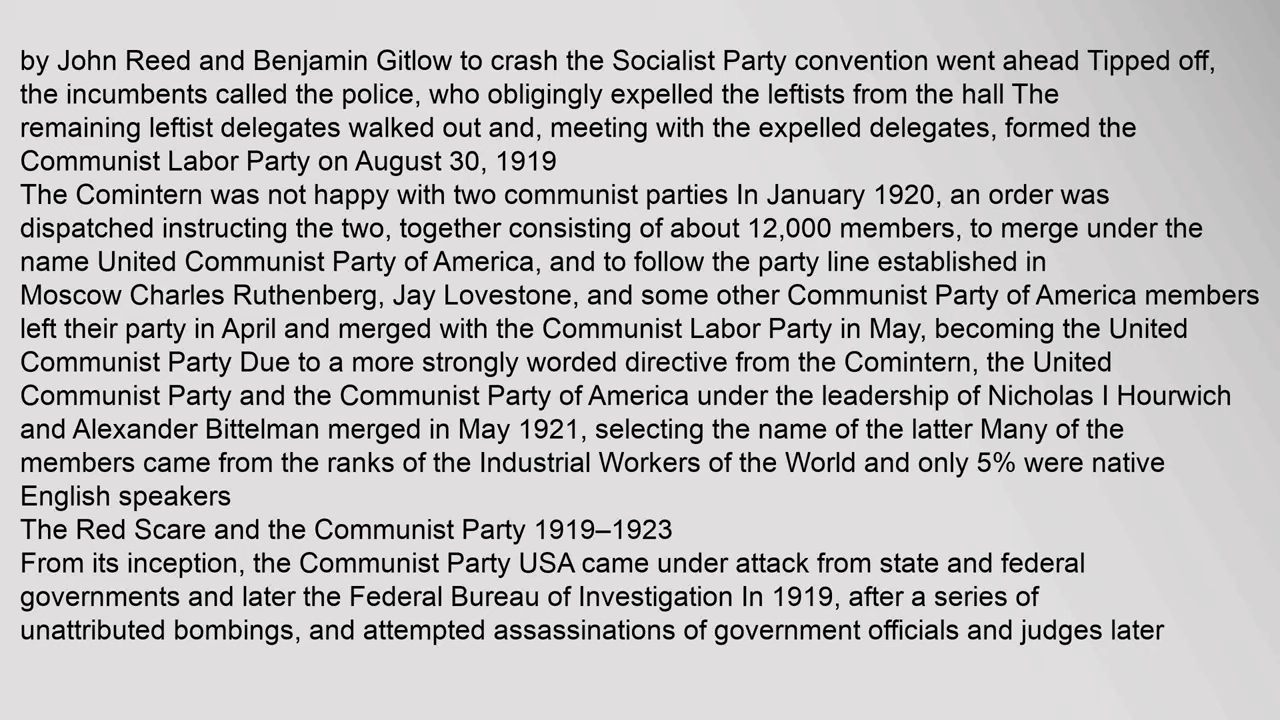 by John Reed and Benjamin Gitlow to crash the Socialist Party convention went ahead Tipped off,
the incumbents called the police, who obligingly expelled the leftists from the hall The
remaining leftist delegates walked out and, meeting with the expelled delegates, formed the
Communist Labor Party on August 30, 1919
The Comintern was not happy with two communist parties In January 1920, an order was
dispatched instructing the two, together consisting of about 12,000 members, to merge under the
name United Communist Party of America, and to follow the party line established in
Moscow Charles Ruthenberg, Jay Lovestone, and some other Communist Party of America members
left their party in April and merged with the Communist Labor Party in May, becoming the United
Communist Party Due to a more strongly worded directive from the Comintern, the United
Communist Party and the Communist Party of America under the leadership of Nicholas I Hourwich
and Alexander Bittelman merged in May 1921, selecting the name of the latter Many of the
members came from the ranks of the Industrial Workers of the World and only 5% were native
English speakers
The Red Scare and the Communist Party 1919–1923
From its inception, the Communist Party USA came under attack from state and federal
governments and later the Federal Bureau of Investigation In 1919, after a series of
unattributed bombings, and attempted assassinations of government officials and judges later